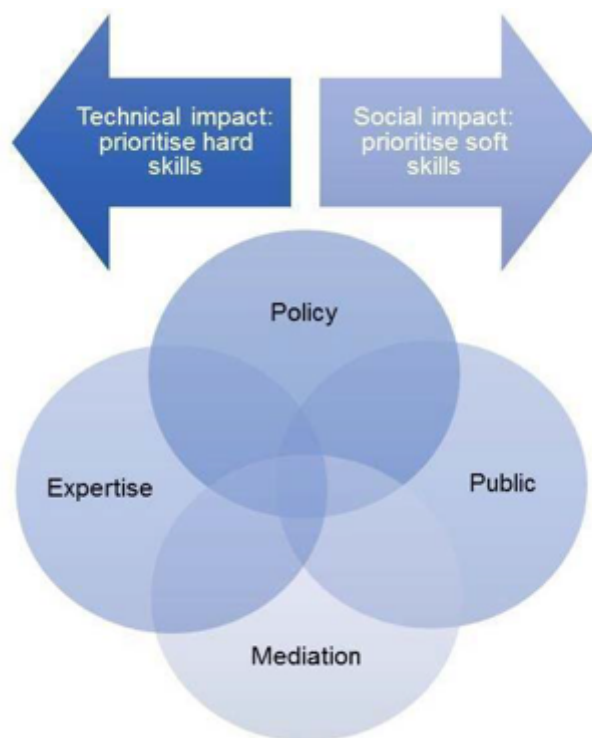 Technical impact:
prioritise hard
skills
Social impact:
prioritise soft
skills
Policy
Expertise
Public
Mediation